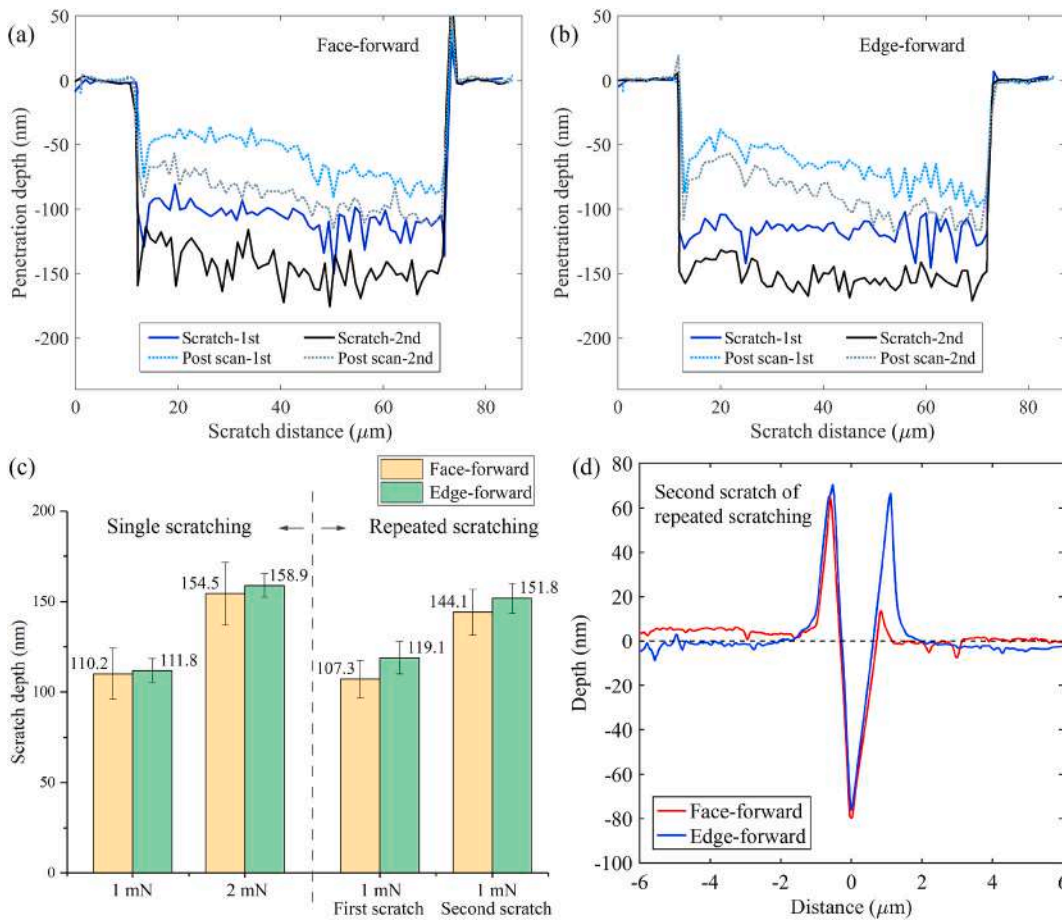 (a)
Face-forward
50
0
-50
-100
-150
-200
Penetration depth (nm)
Scratch-1st
Scratch-2nd
Post scan-1st
Post scan-2nd
0
20
40
60
80
Scratch distance (μm)
(b)
Edge-forward
50
0
-50
-100
-150
-200
Penetration depth (nm)
Scratch-1st
Scratch-2nd
Post scan-1st
Post scan-2nd
0
20
40
60
80
Scratch distance (μm)
(c)
Face-forward
Edge-forward
Single scratching
Repeated scratching
200
150
100
50
0
Scratch depth (nm)
110.2
111.8
154.5
158.9
107.3
119.1
144.1
151.8
1 mN
2 mN
1 mN
First scratch
1 mN
Second scratch
(d)
Second scratch of
repeated scratching
80
60
40
20
0
-20
-40
-60
-80
-100
Depth (nm)
Face-forward
Edge-forward
-6
-4
-2
0
2
4
6
Distance (μm)